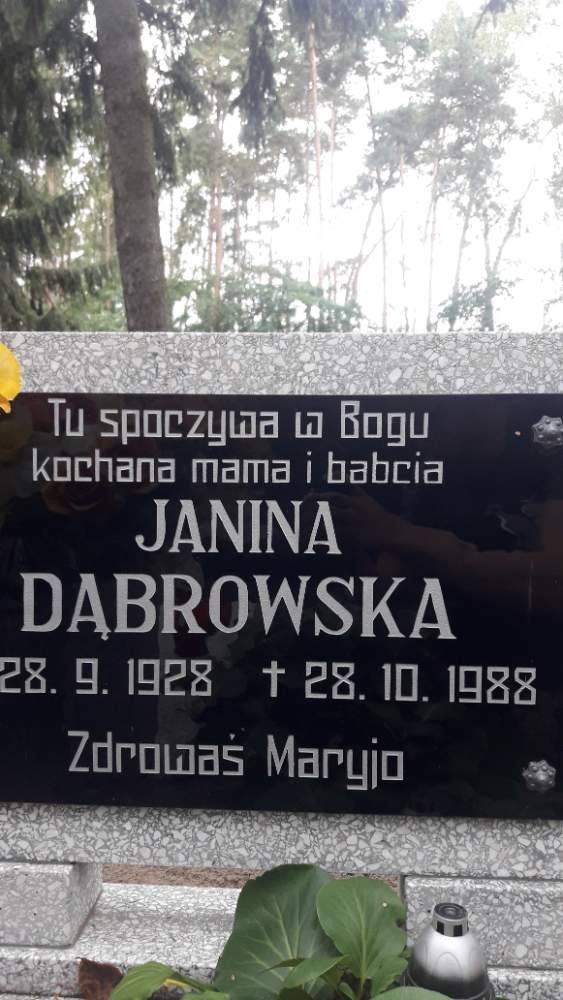 Tu spoczywa w Bogu
kochana mama i babcia
JANINA
DĄBROWSKA
28. 9. 1928 † 28. 10. 1988
Zdrowaś Maryjo